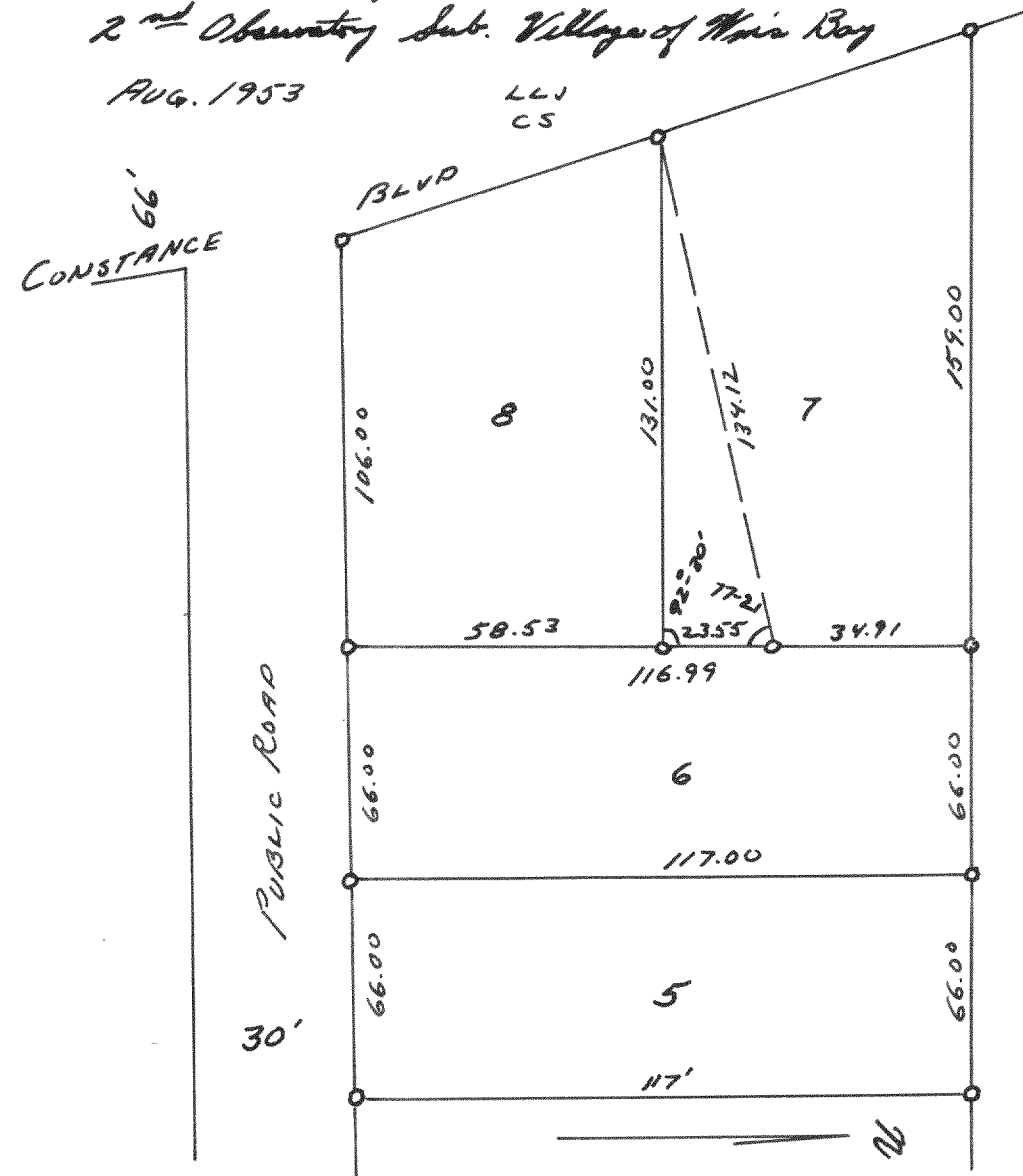 2nd Observatory Sub. Village of Wms Bay
AUG. 1953
LLJ
CS
66'
BLVD
CONSTANCE
159.00
131.00
134.12
8
7
106.00
92°-20'
77-21
58.53
23.55
34.91
116.99
PUBLIC ROAD
66.00
6
66.00
117.00
66.00
5
66.00
30'
117'
N